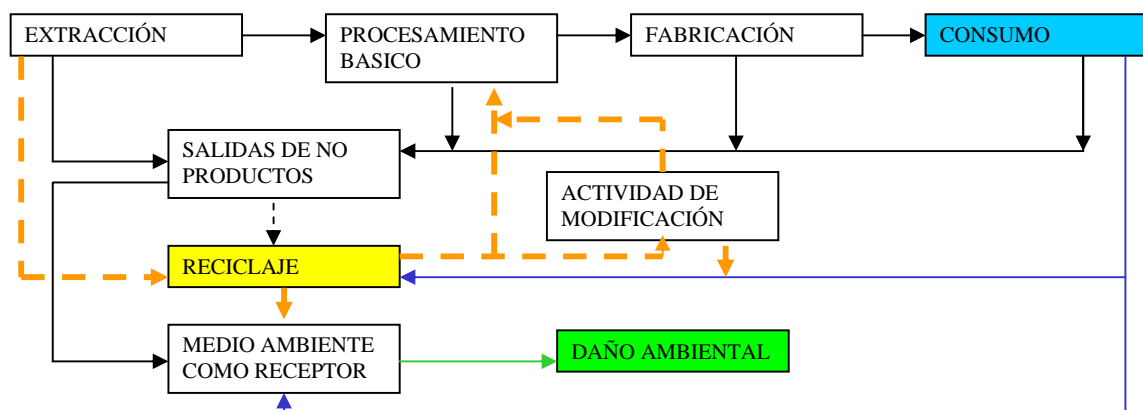 EXTRACCIÓN
PROCESAMIENTO
BASICO
FABRICACIÓN
CONSUMO
SALIDAS DE NO
PRODUCTOS
ACTIVIDAD DE
MODIFICACIÓN
RECICLAJE
MEDIO AMBIENTE
COMO RECEPTOR
DAÑO AMBIENTAL